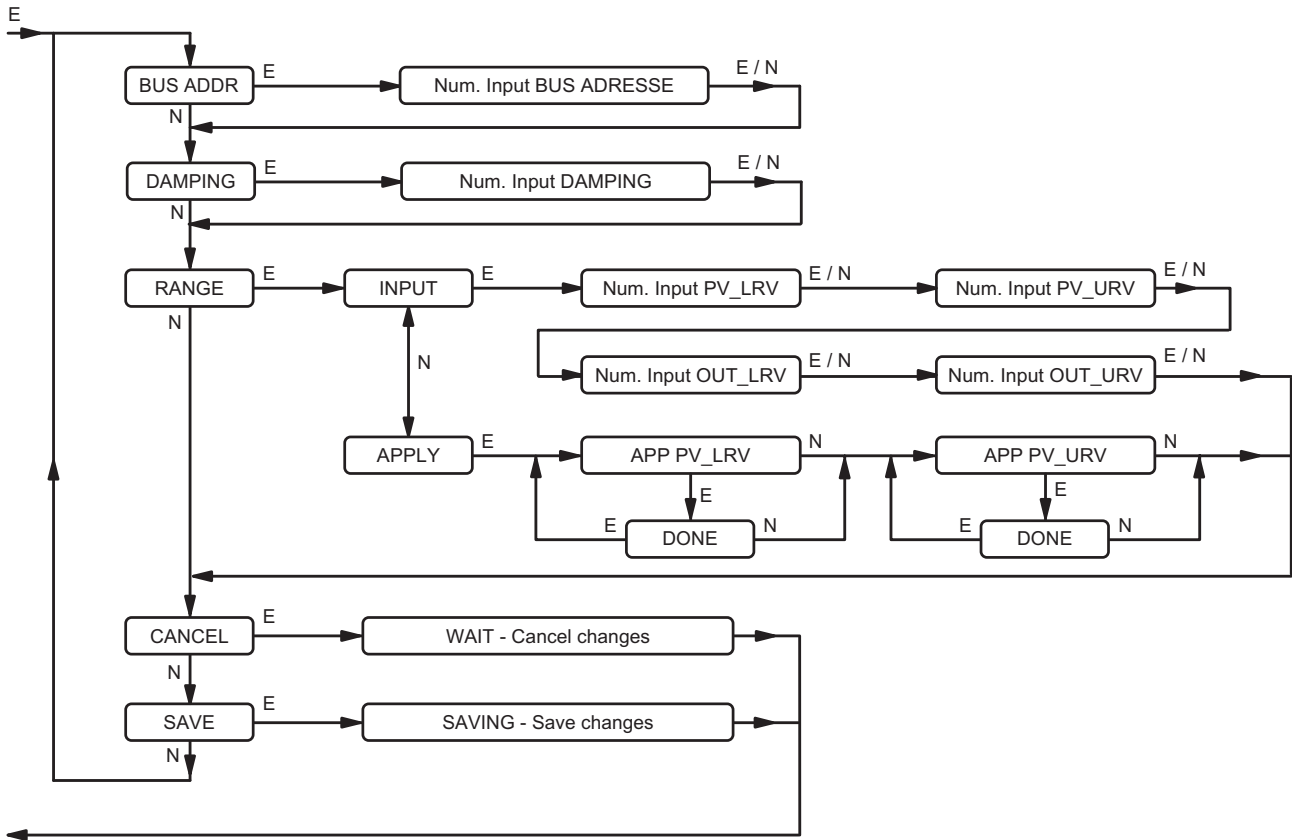 E
BUS ADDR
E
Num. Input BUS ADRESSE
E / N
N
DAMPING
E
Num. Input DAMPING
E / N
N
RANGE
E
INPUT
E
Num. Input PV_LRV
E / N
Num. Input PV_URV
E / N
N
N
Num. Input OUT_LRV
E / N
Num. Input OUT_URV
E / N
APPLY
E
APP PV_LRV
N
APP PV_URV
N
E
E
E
DONE
N
E
DONE
N
CANCEL
E
WAIT - Cancel changes
N
SAVE
E
SAVING - Save changes
N